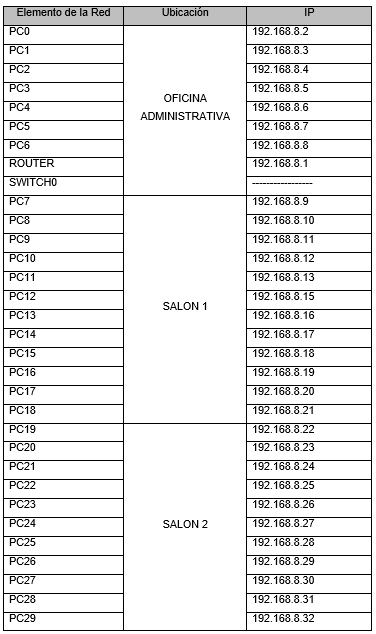 Elemento de la Red Ubicación IP
PC0 192.168.8.2
PC1 192.168.8.3
PC2 192.168.8.4
PC3 192.168.8.5
OFICINA
PC4 192.168.8.6
ADMINISTRATIVA
PC5 192.168.8.7
PC6 192.168.8.8
ROUTER 192.168.8.1
SWITCH0 -----------------
PC7 192.168.8.9
PC8 192.168.8.10
PC9 192.168.8.11
PC10 192.168.8.12
PC11 192.168.8.13
PC12 192.168.8.15
SALON 1
PC13 192.168.8.16
PC14 192.168.8.17
PC15 192.168.8.18
PC16 192.168.8.19
PC17 192.168.8.20
PC18 192.168.8.21
PC19 192.168.8.22
PC20 192.168.8.23
PC21 192.168.8.24
PC22 192.168.8.25
PC23 192.168.8.26
PC24 SALON 2 192.168.8.27
PC25 192.168.8.28
PC26 192.168.8.29
PC27 192.168.8.30
PC28 192.168.8.31
PC29 192.168.8.32